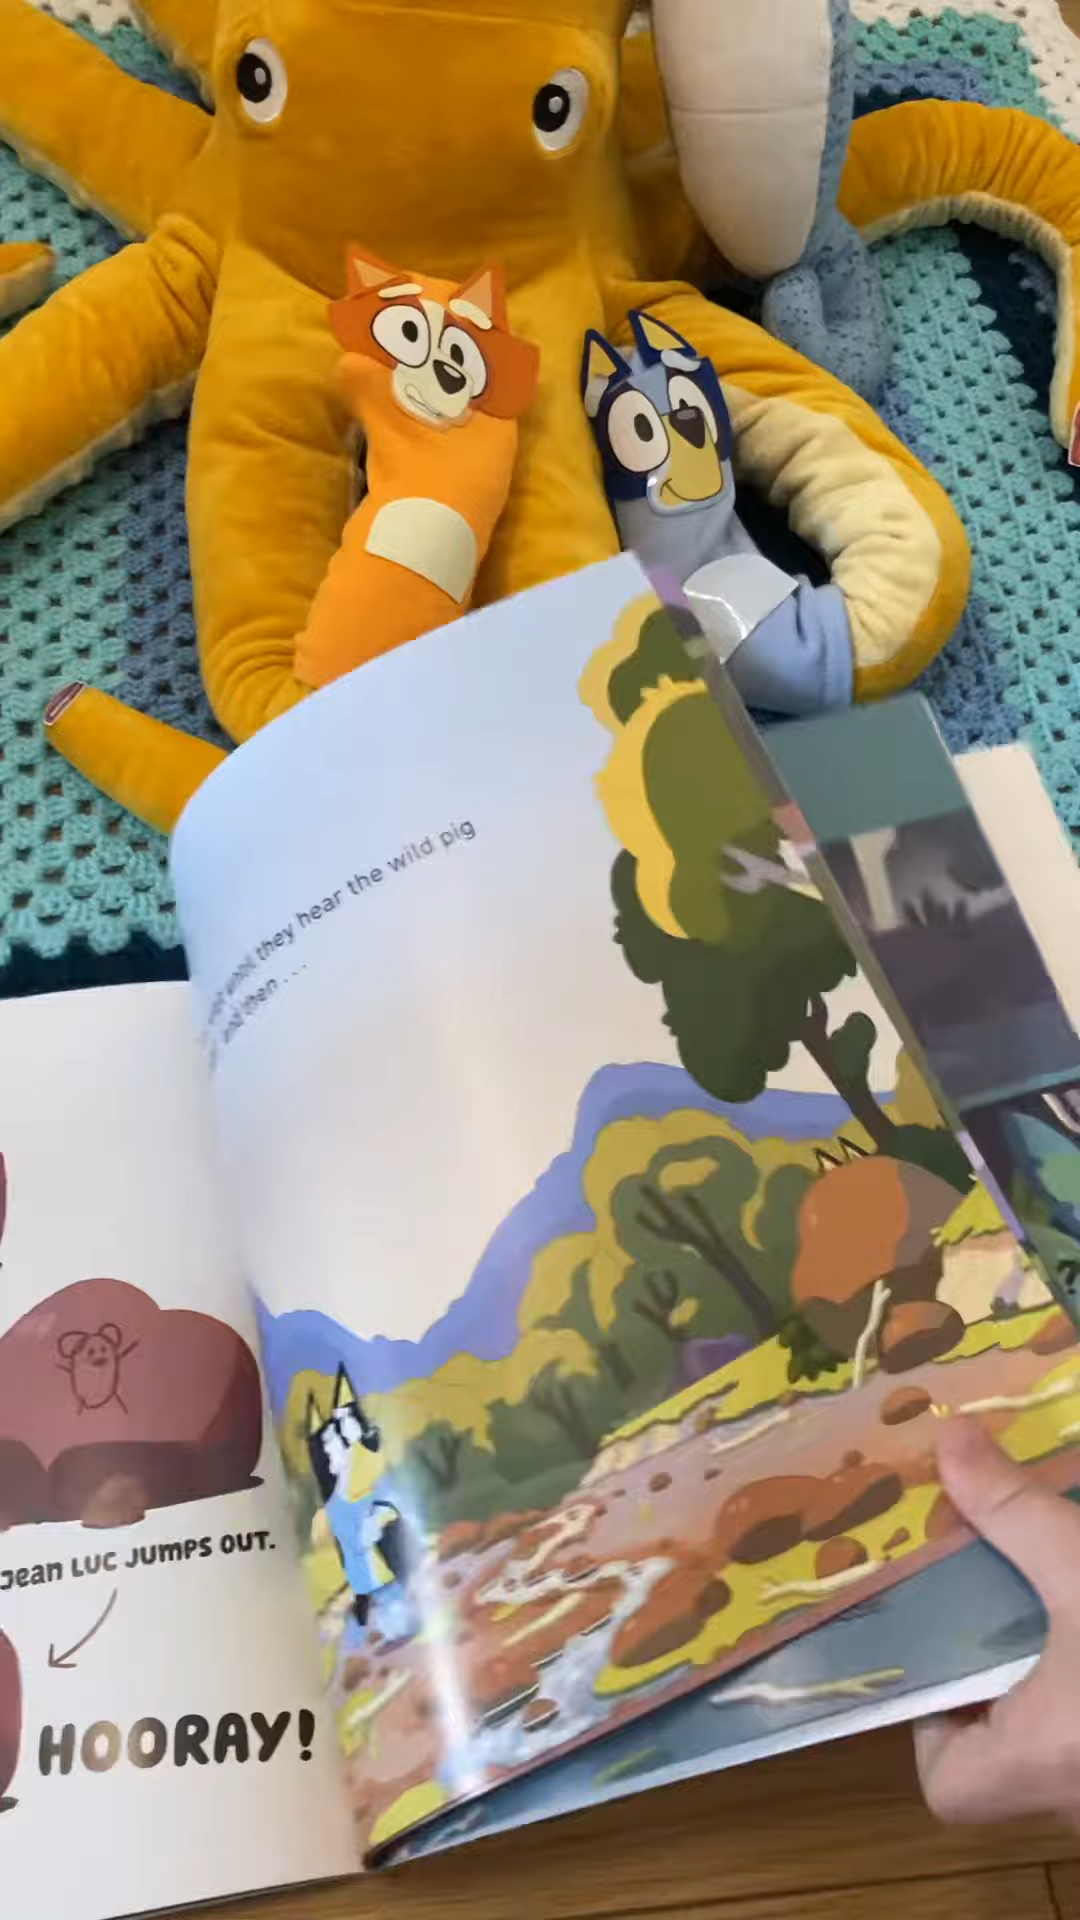 Jean LUC JUMPS OUT.
HOORAY!
they hear the wild pig
and then . . .